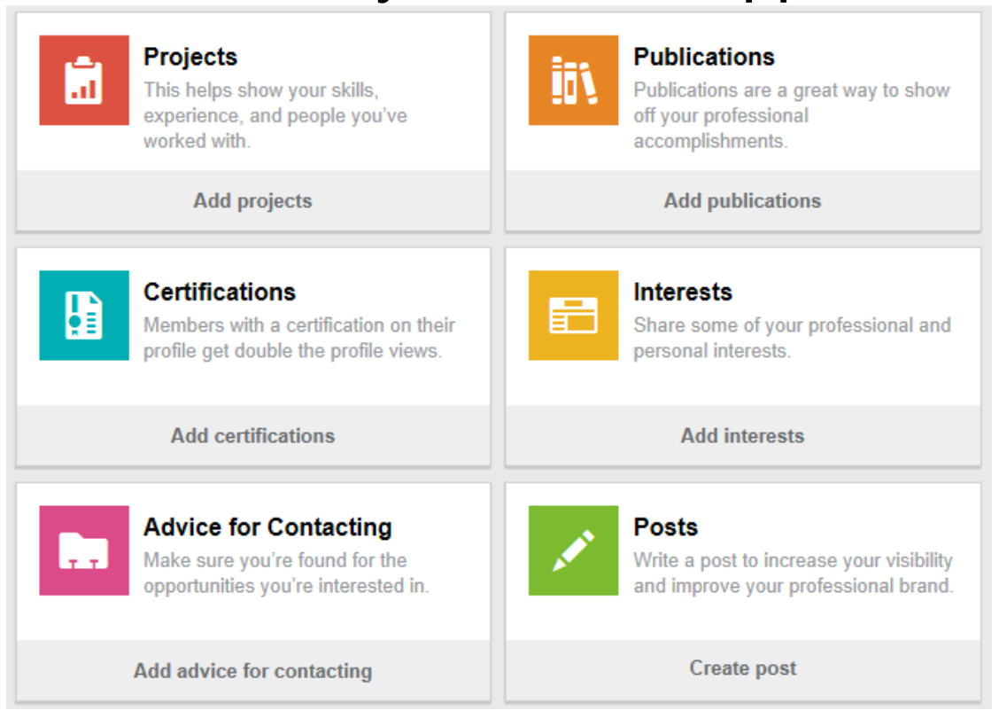 Projects
This helps show your skills,
experience, and people you've
worked with.
Add projects
Publications
Publications are a great way to show
off your professional
accomplishments.
Add publications
Certifications
Members with a certification on their
profile get double the profile views.
Add certifications
Interests
Share some of your professional and
personal interests.
Add interests
Advice for Contacting
Make sure you're found for the
opportunities you're interested in.
Add advice for contacting
Posts
Write a post to increase your visibility
and improve your professional brand.
Create post